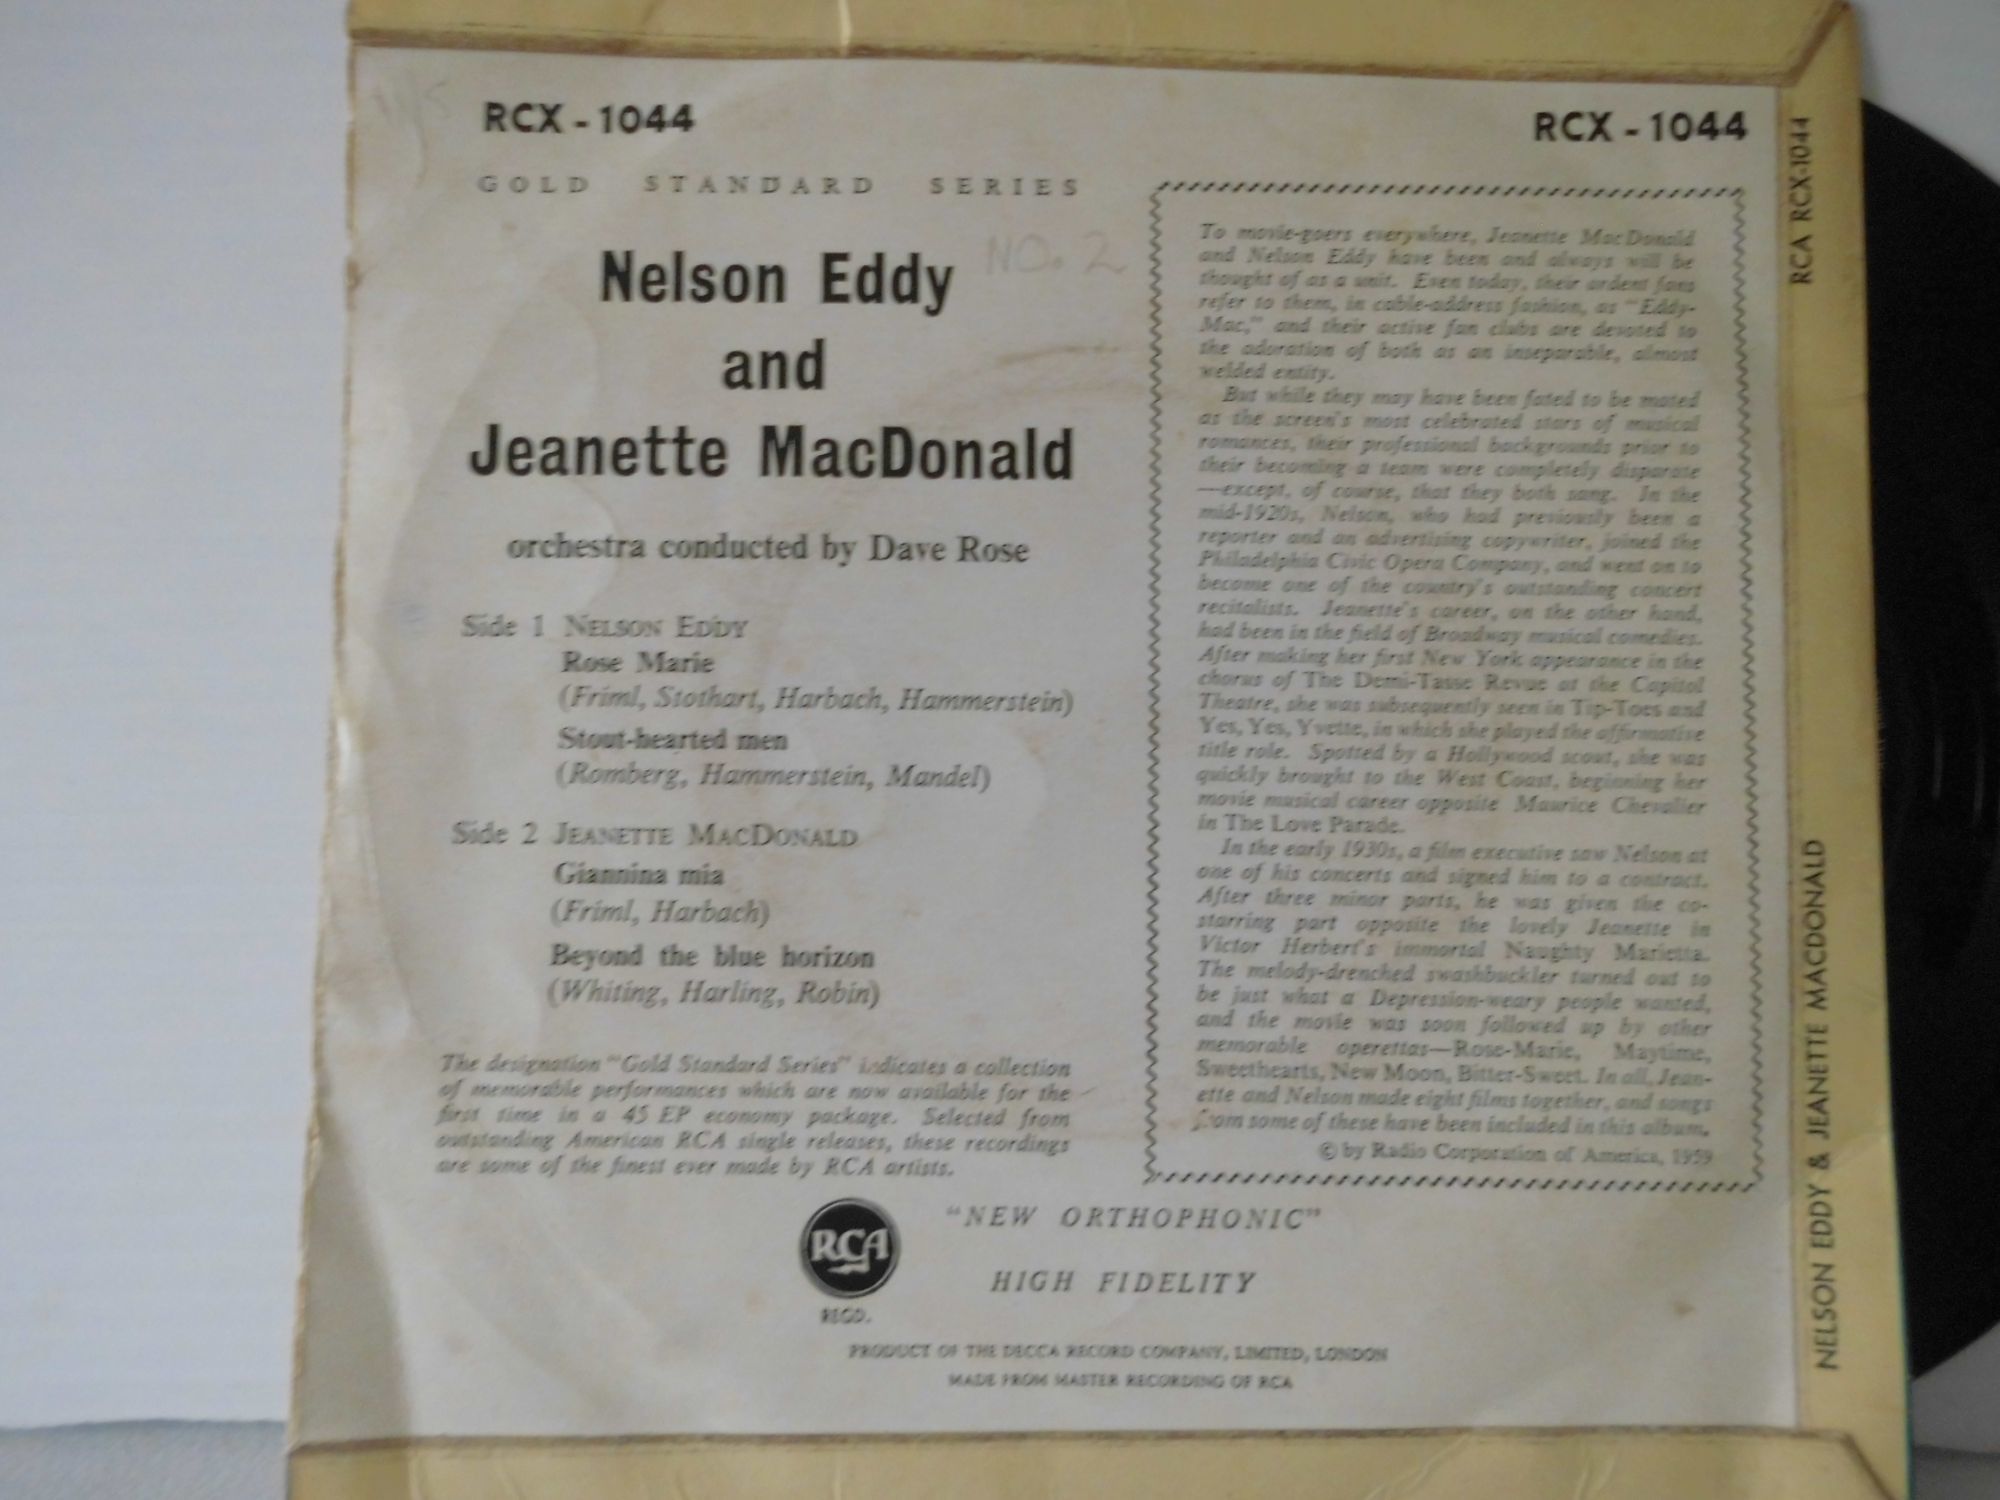 RCX - 1044
RCX - 1044
GOLD STANDARD SERIES
NO. 2
Nelson Eddy
and
Jeanette MacDonald
orchestra conducted by Dave Rose
Side 1 NELSON EDDY
Rose Marie
(Friml, Stothart, Harbach, Hammerstein)
Stout-hearted men
(Romberg, Hammerstein, Mandel)
Side 2 JEANETTE MACDONALD
Giannina mia
(Friml, Harbach)
Beyond the blue horizon
(Whiting, Harling, Robin)
The designation "Gold Standard Series" indicates a collection
of memorable performances which are now available for the
first time in a 45 EP economy package. Selected from
outstanding American RCA single releases, these recordings
are some of the finest ever made by RCA artists.
To movie-goers everywhere, Jeanette MacDonald
and Nelson Eddy have been and always will be
thought of as a unit. Even today, their ardent fans
refer to them, in cable-address fashion, as "Eddy-
Mac," and their active fan clubs are devoted to
the adoration of both as an inseparable, almost
welded entity.
But while they may have been fated to be mated
as the screen's most celebrated stars of musical
romances, their professional backgrounds prior to
their becoming a team were completely disparate
—except, of course, that they both sang. In the
mid-1920s, Nelson, who had previously been a
reporter and an advertising copywriter, joined the
Philadelphia Civic Opera Company, and went on to
become one of the country's outstanding concert
recitalists. Jeanette's career, on the other hand,
had been in the field of Broadway musical comedies.
After making her first New York appearance in the
chorus of The Demi-Tasse Revue at the Capitol
Theatre, she was subsequently seen in Tip-Toes and
Yes, Yes, Yvette, in which she played the affirmative
title role. Spotted by a Hollywood scout, she was
quickly brought to the West Coast, beginning her
movie musical career opposite Maurice Chevalier
in The Love Parade.
In the early 1930s, a film executive saw Nelson at
one of his concerts and signed him to a contract.
After three minor parts, he was given the co-
starring part opposite the lovely Jeanette in
Victor Herbert's immortal Naughty Marietta.
The melody-drenched swashbuckler turned out to
be just what a Depression-weary people wanted,
and the movie was soon followed up by other
memorable operettas—Rose-Marie, Maytime,
Sweethearts, New Moon, Bitter-Sweet. In all, Jean-
ette and Nelson made eight films together, and songs
from some of these have been included in this album.
© by Radio Corporation of America, 1959
RCA
REGD.
"NEW ORTHOPHONIC"
HIGH FIDELITY
PRODUCT OF THE DECCA RECORD COMPANY, LIMITED, LONDON
MADE FROM MASTER RECORDING OF RCA
RCA RCX-1044
NELSON EDDY & JEANETTE MACDONALD